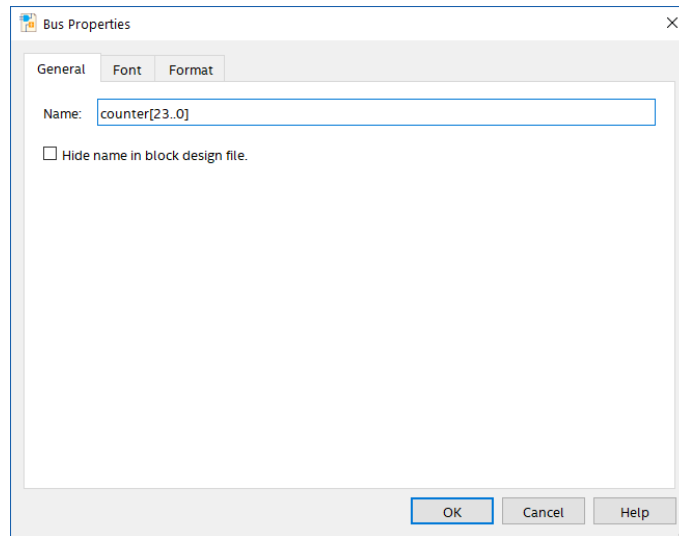 Bus Properties
General Font Format
Name: counter[23..0]
Hide name in block design file.
OK Cancel Help